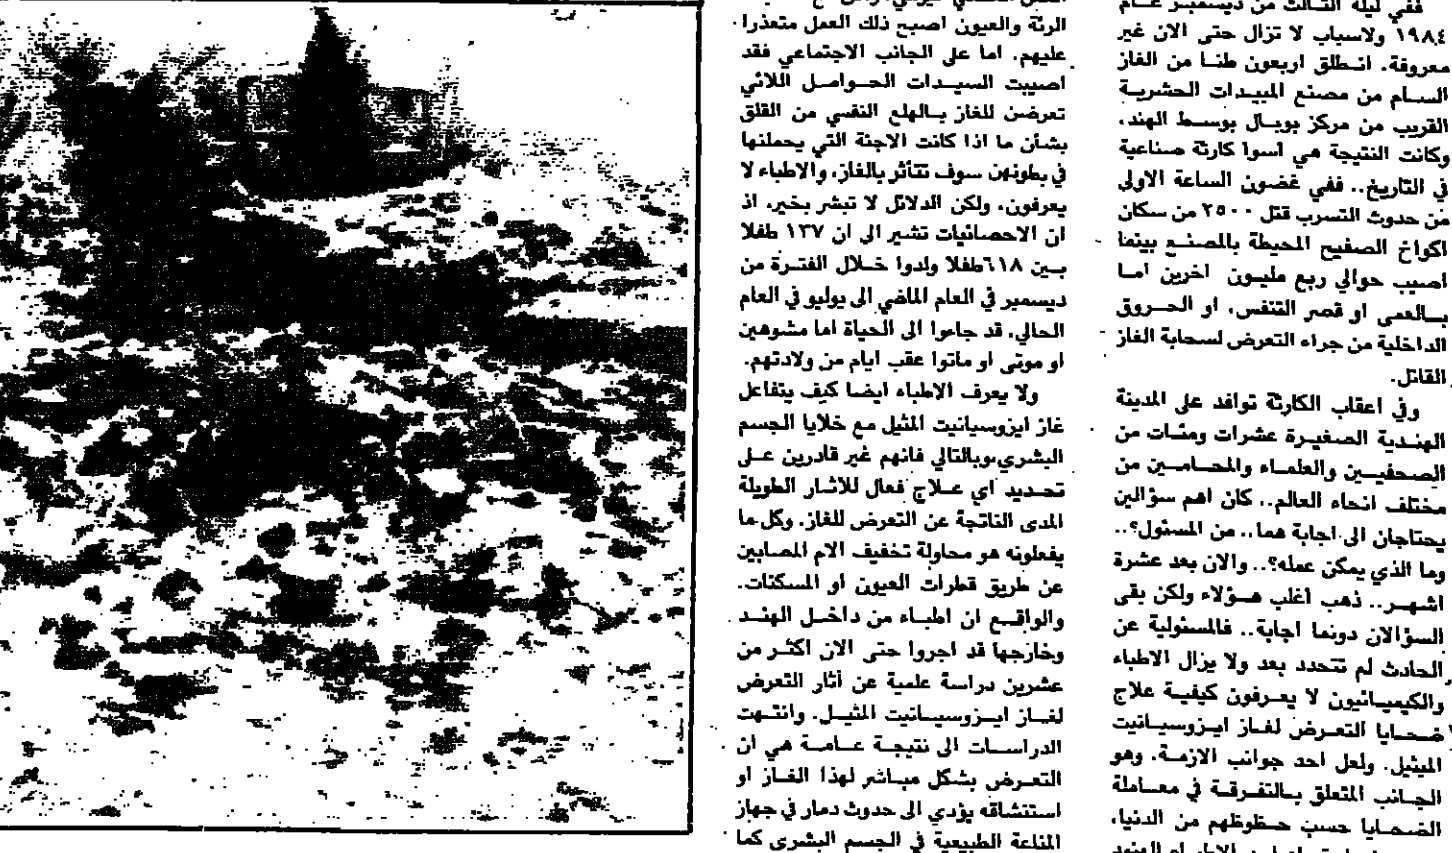 ففي ليلة الثالث من ديسمبر عام
١٩٨٤ ولاسباب لا تزال حتى الان غير
معروفة. انطلق اربعون طنا من الغاز
السام من مصنع المبيدات الحشرية
القريب من مركز بوبال بوسط الهند.
وكانت النتيجة هي اسوا كارثة صناعية
في التاريخ.. ففي غضون الساعة الاولى
من حدوث التسرب قتل ٢٥٠٠ من سكان
اكواخ الصفيح المحيطة بالمصنع بينما
اصيب حوالي ربع مليون اخرين اما
بالعمى او قصر التنفس، او الحروق
الداخلية من جراء التعرض لسحابة الغاز
القاتل.
وفي اعقاب الكارثة توافد على المدينة
الهندية الصغيرة عشرات ومئات من
الصحفيين والعلماء والمحامين من
مختلف انحاء العالم.. كان اهم سؤالين
يحتاجان الى اجابة هما.. من المسئول؟..
وما الذي يمكن عمله؟.. والان بعد عشرة
اشهر.. ذهب اغلب هؤلاء ولكن بقى
السؤالان دونما اجابة.. فالمسئولية عن
الحادث لم تتحدد بعد ولا يزال الاطباء
والكيميائيون لا يعرفون كيفية علاج
ضحايا التعرض لغاز ايزوسيانيت
الميثيل. ولعل احد جوانب الازمة. وهو
الجانب المتعلق بالتفرقة في معاملة
الضحايا حسب حظوظهم من الدنيا،
الرئة والعيون اصبح ذلك العمل متعذرا
عليهم. اما على الجانب الاجتماعي فقد
اصيبت السيدات الحوامل اللائي
تعرضن للغاز بالهلع النفسي من القلق
بشأن ما اذا كانت الاجنة التي يحملنها
في بطونهن سوف تتأثر بالغاز. والاطباء لا
يعرفون. ولكن الدلائل لا تبشر بخير. اذ
ان الاحصائيات تشير الى ان ١٣٧ طفلا
بين ٦١٨طفلا ولدوا خلال الفترة من
ديسمبر في العام الماضي الى يوليو في العام
الحالي. قد جاءوا الى الحياة اما مشوهين
او موتى او ماتوا عقب ايام من ولادتهم.
ولا يعرف الاطباء ايضا كيف يتفاعل
غاز ايزوسيانيت المثيل مع خلايا الجسم
البشري،وبالتالي فانهم غير قادرين على
تحديد اي علاج فعال للاثار الطويلة
المدى الناتجة عن التعرض للغاز. وكل ما
يفعلونه هو محاولة تخفيف الام المصابين
عن طريق قطرات العيون او المسكنات.
والواقع ان اطباء من داخل الهند
وخارجها قد اجروا حتى الان اكثر من
عشرين دراسة علمية عن آثار التعرض
لغاز ايزوسيانيت المثيل. وانتهت
الدراسات الى نتيجة عامة هي ان
التعرض بشكل مباشر لهذا الغاز او
استنشاقه يؤدي الى حدوث دمار في جهاز
المناعة الطبيعية في الجسم البشري كما